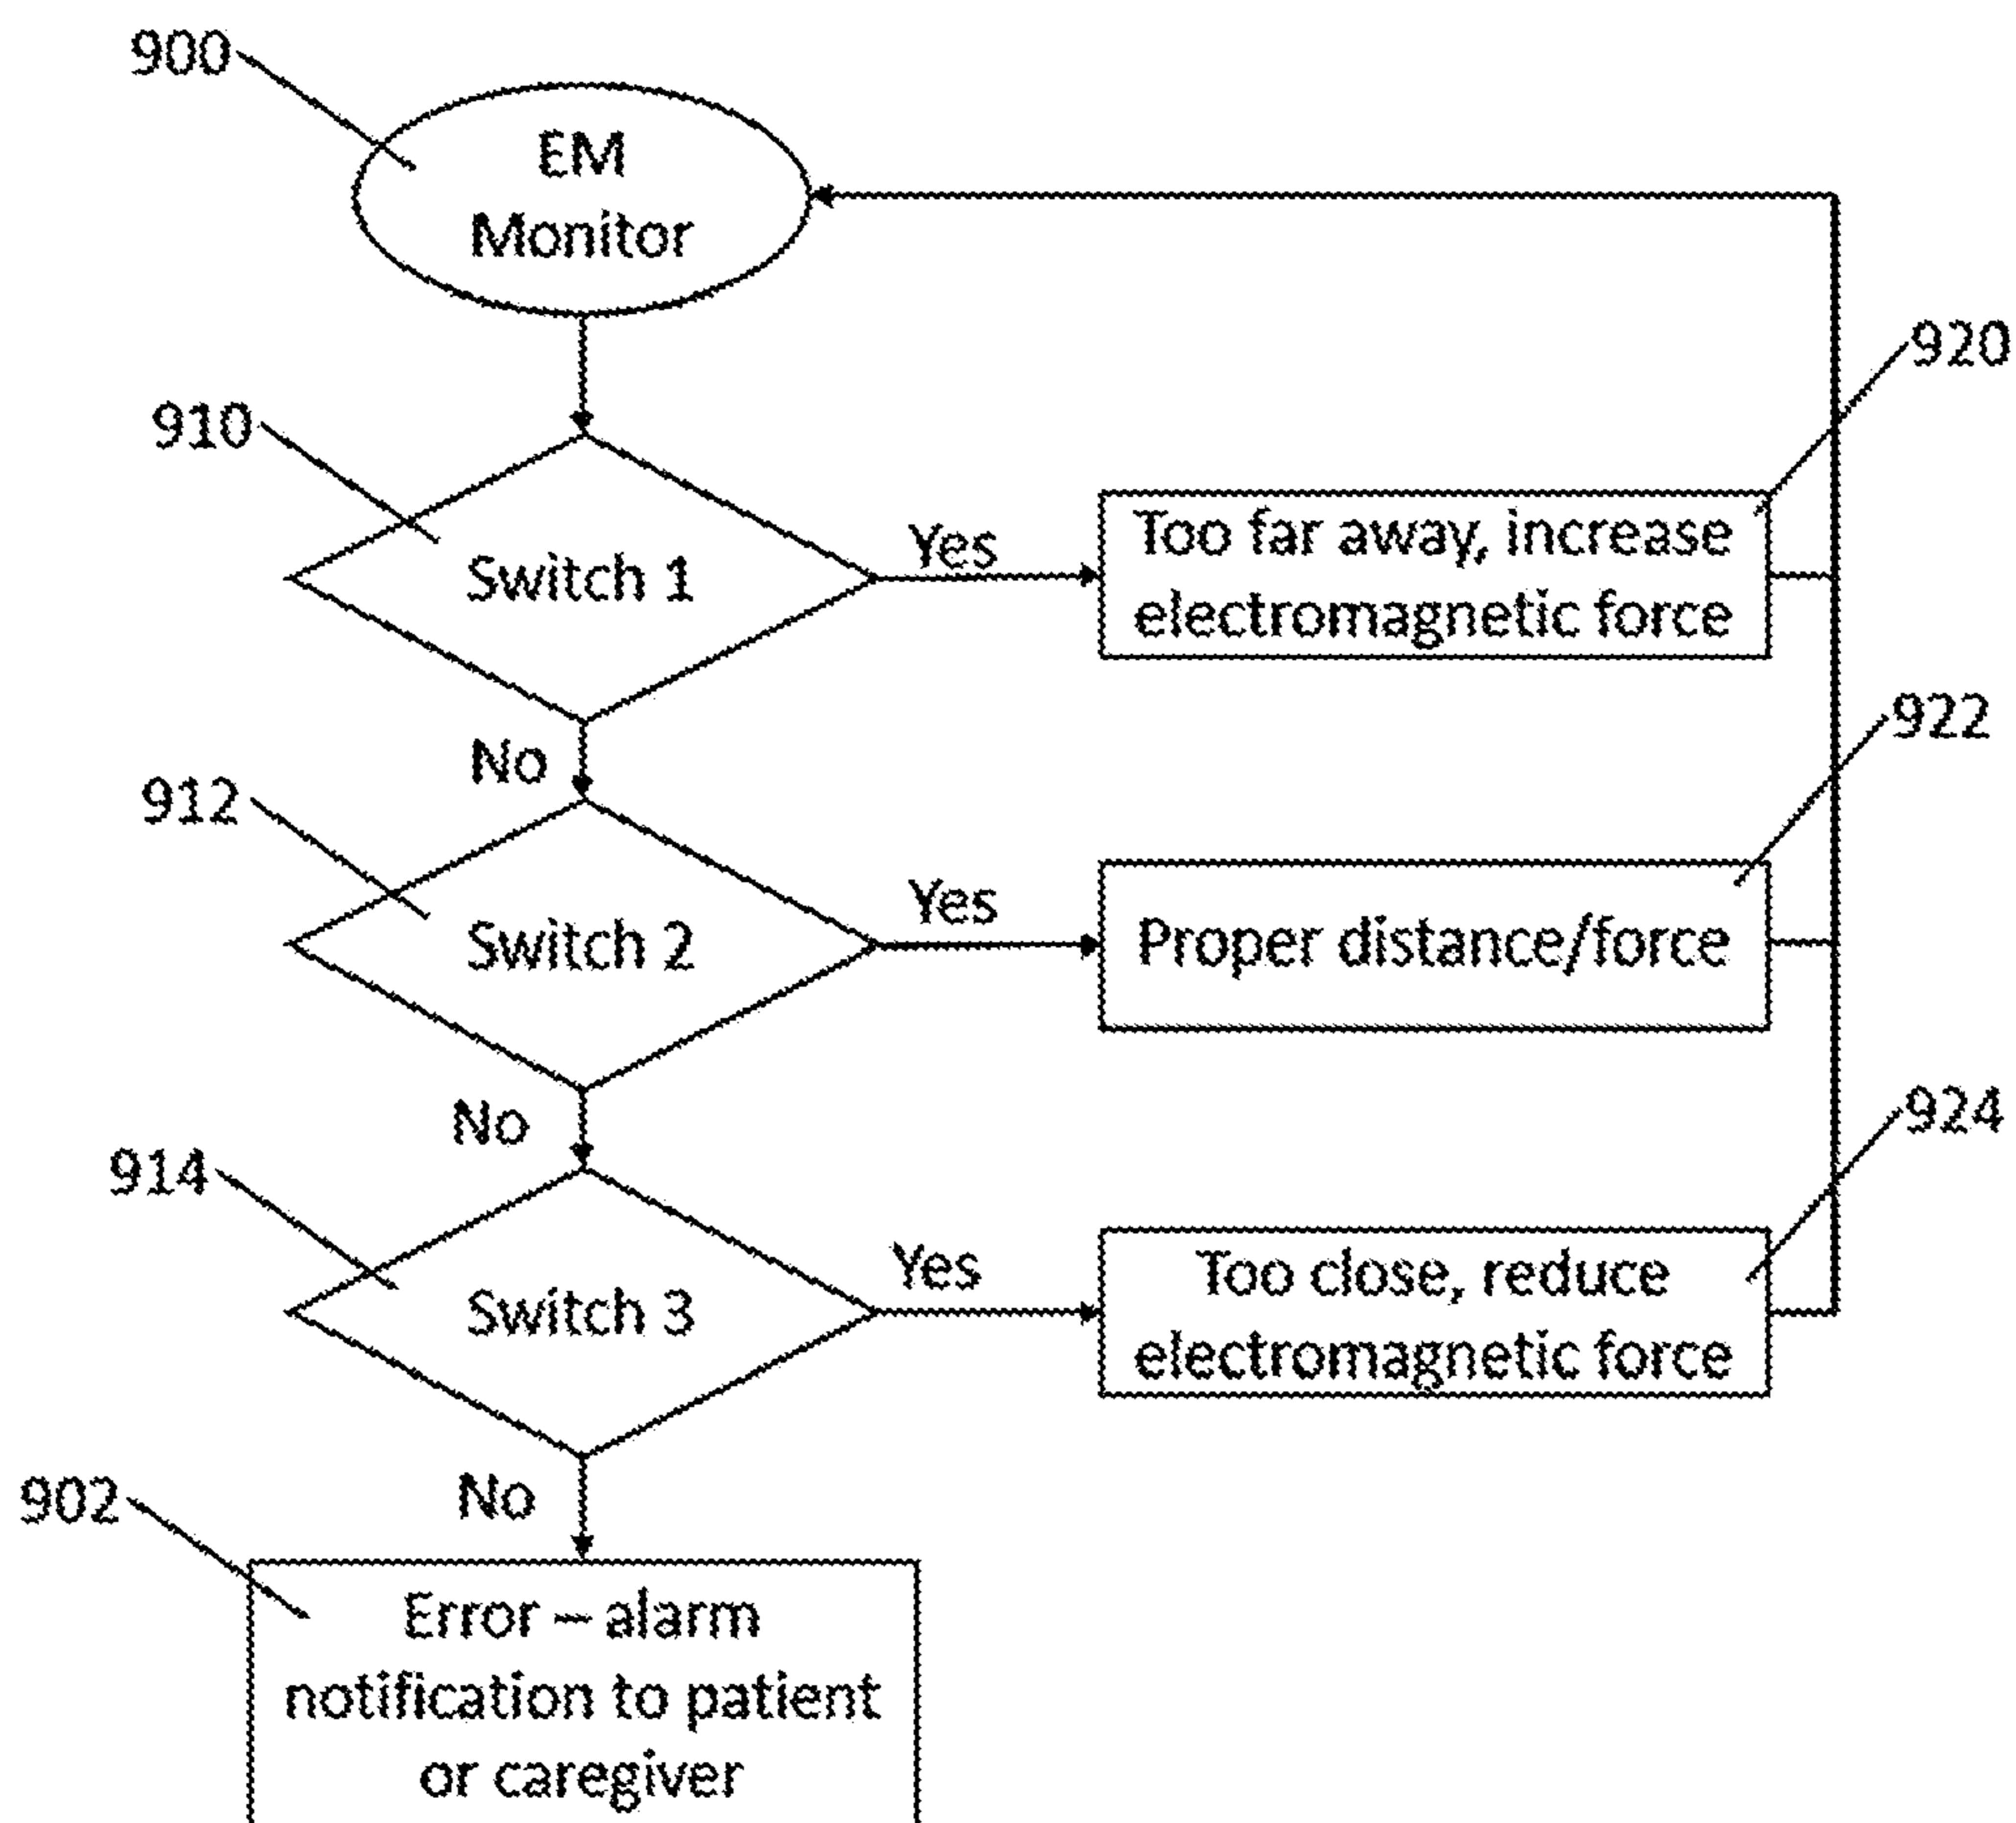 900
EM
Monitor
920
910
Switch 1
Yes
Too far away, increase
electromagnetic force
922
No
912
Switch 2
Yes
Proper distance/force
924
No
914
Switch 3
Yes
Too close, reduce
electromagnetic force
No
902
Error – alarm
notification to patient
or caregiver